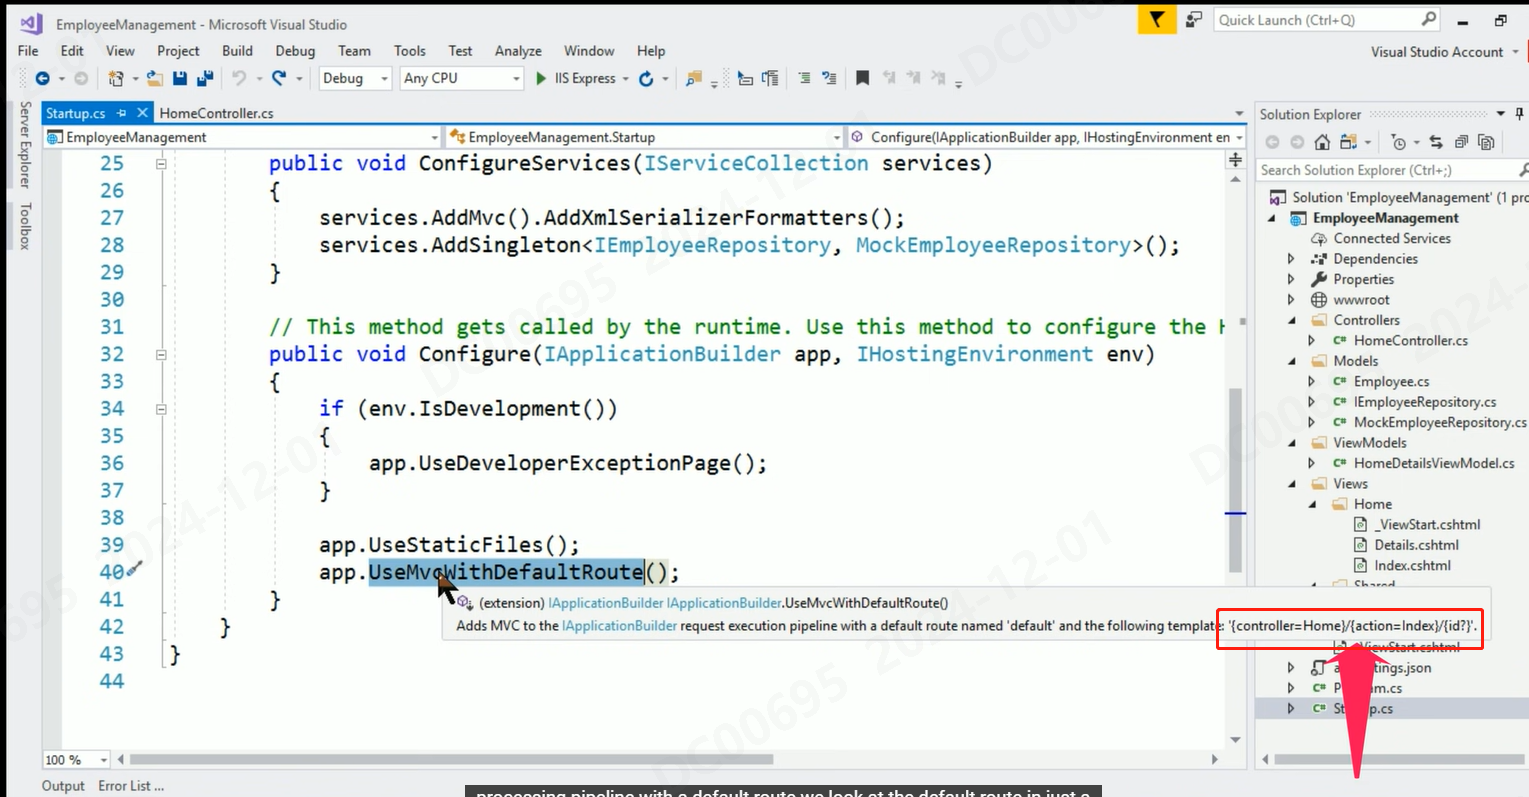 EmployeeManagement - Microsoft Visual Studio
Quick Launch (Ctrl+Q)
File Edit View Project Build Debug Team Tools Test Analyze Window Help
Visual Studio Account
Debug Any CPU IIS Express
Server Explorer
Toolbox
Startup.cs HomeController.cs
EmployeeManagement EmployeeManagement.Startup Configure(IApplicationBuilder app, IHostingEnvironment en
25 public void ConfigureServices(IServiceCollection services)
26 {
27 services.AddMvc().AddXmlSerializerFormatters();
28 services.AddSingleton<IEmployeeRepository, MockEmployeeRepository>();
29 }
30
31 // This method gets called by the runtime. Use this method to configure the
32 public void Configure(IApplicationBuilder app, IHostingEnvironment env)
33 {
34 if (env.IsDevelopment())
35 {
36 app.UseDeveloperExceptionPage();
37 }
38
39 app.UseStaticFiles();
40 app.UseMvcWithDefaultRoute();
41 }
42 }
43 }
44
(extension) IApplicationBuilder IApplicationBuilder.UseMvcWithDefaultRoute()
Adds MVC to the IApplicationBuilder request execution pipeline with a default route named 'default' and the following template: '{controller=Home}/{action=Index}/{id?}'.
100 %
Output Error List ...
Solution Explorer
Search Solution Explorer (Ctrl+;)
Solution 'EmployeeManagement' (1 pro
EmployeeManagement
Connected Services
Dependencies
Properties
wwwroot
Controllers
C# HomeController.cs
Models
C# Employee.cs
C# IEmployeeRepository.cs
C# MockEmployeeRepository.cs
ViewModels
C# HomeDetailsViewModel.cs
Views
Home
_ViewStart.cshtml
Details.cshtml
Index.cshtml
Shared
_ViewStart.cshtml
tings.json
C#
C#
processing pipeline with a default route we look at the default route in just a
DC00695 2024-12-01